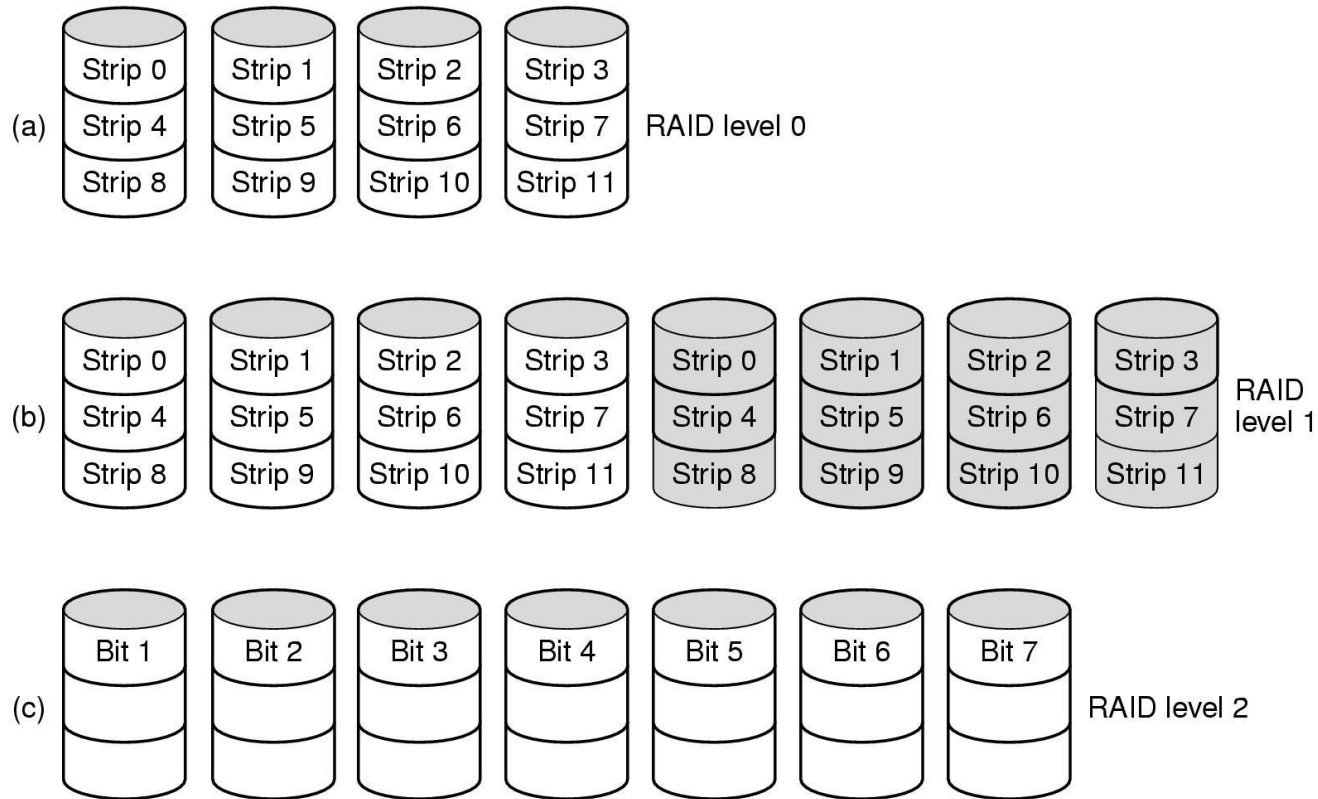 Strip 0 Strip 1 Strip 2 Strip 3
(a) Strip 4 Strip 5 Strip 6 Strip 7 RAID level 0
Strip 8 Strip 9 Strip 10 Strip 11
Strip 0 Strip 1 Strip 2 Strip 3 Strip 0 Strip 1 Strip 2 Strip 3
(b) Strip 4 Strip 5 Strip 6 Strip 7 Strip 4 Strip 5 Strip 6 Strip 7 RAID level 1
Strip 8 Strip 9 Strip 10 Strip 11 Strip 8 Strip 9 Strip 10 Strip 11
Bit 1 Bit 2 Bit 3 Bit 4 Bit 5 Bit 6 Bit 7
(c) RAID level 2